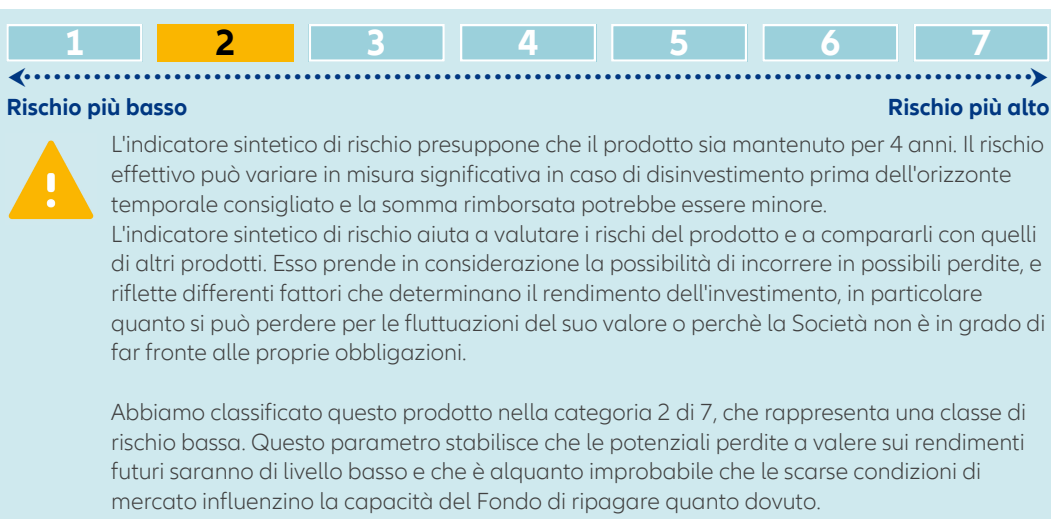 1 2 3 4 5 6 7
Rischio più basso Rischio più alto
L'indicatore sintetico di rischio presuppone che il prodotto sia mantenuto per 4 anni. Il rischio
effettivo può variare in misura significativa in caso di disinvestimento prima dell'orizzonte
temporale consigliato e la somma rimborsata potrebbe essere minore.
L'indicatore sintetico di rischio aiuta a valutare i rischi del prodotto e a compararli con quelli
di altri prodotti. Esso prende in considerazione la possibilità di incorrere in possibili perdite, e
riflette differenti fattori che determinano il rendimento dell'investimento, in particolare
quanto si può perdere per le fluttuazioni del suo valore o perchè la Società non è in grado di
far fronte alle proprie obbligazioni.
Abbiamo classificato questo prodotto nella categoria 2 di 7, che rappresenta una classe di
rischio bassa. Questo parametro stabilisce che le potenziali perdite a valere sui rendimenti
futuri saranno di livello basso e che è alquanto improbabile che le scarse condizioni di
mercato influenzino la capacità del Fondo di ripagare quanto dovuto.